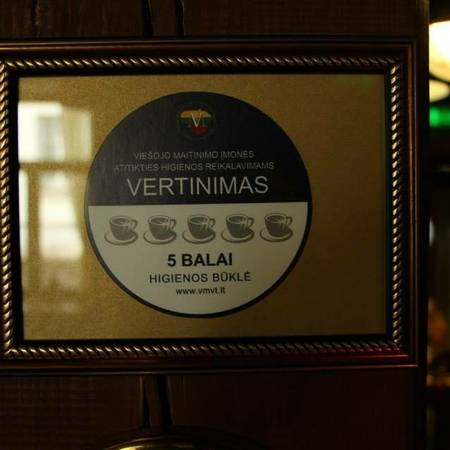 V
VIEŠOJO MAITINIMO ĮMONĖS
ATITIKTIES HIGIENOS REIKALAVIMAMS
VERTINIMAS
5 BALAI
HIGIENOS BŪKLĖ
www.vmvt.lt